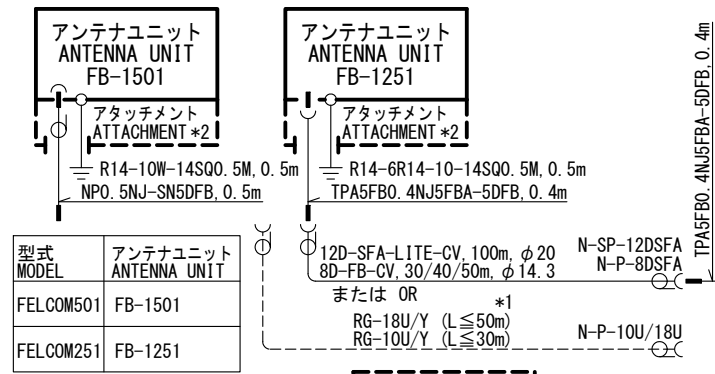 アンテナユニット
ANTENNA UNIT
FB-1501
アタッチメント
ATTACHMENT *2
R14-10W-14SQ0.5M, 0.5m
NP0.5NJ-SN5DFB, 0.5m
アンテナユニット
ANTENNA UNIT
FB-1251
アタッチメント
ATTACHMENT *2
R14-6R14-10-14SQ0.5M, 0.5m
TPA5FB0.4NJ5FBA-5DFB, 0.4m
TPA5FB0.4NJ5FBA-5DFB, 0.4m
12D-SFA-LITE-CV, 100m, φ20
8D-FB-CV, 30/40/50m, φ14.3
または OR
*1
RG-18U/Y (L≦50m)
RG-10U/Y (L≦30m)
N-SP-12DSFA
N-P-8DSFA
N-P-10U/18U
型式
MODEL
アンテナユニット
ANTENNA UNIT
FELCOM501 FB-1501
FELCOM251 FB-1251